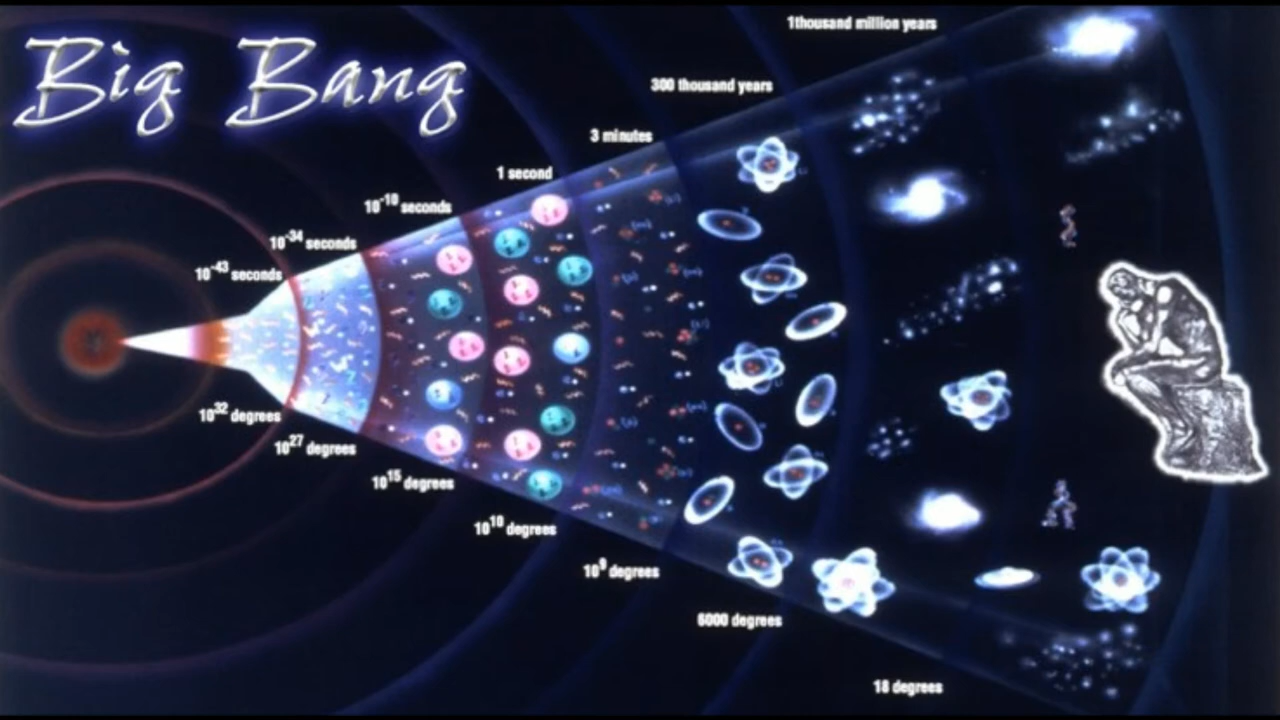 Big Bang
1thousand million years
300 thousand years
3 minutes
1 second
10⁻¹⁰ seconds
10⁻³⁴ seconds
10⁻⁴³ seconds
10³² degrees
10²⁷ degrees
10¹⁵ degrees
10¹⁰ degrees
10⁹ degrees
6000 degrees
18 degrees